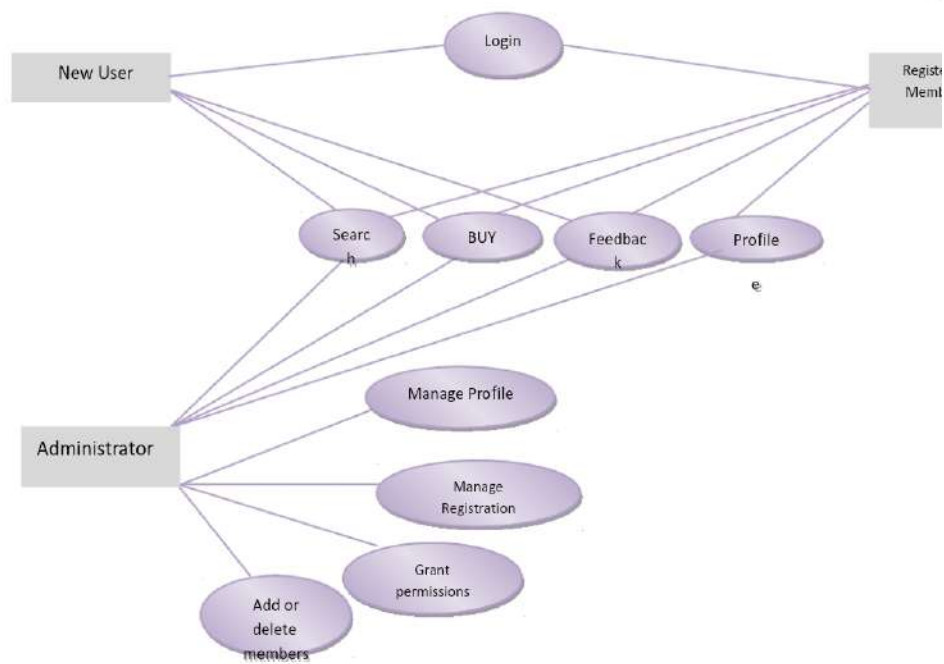 Login
New User
Registe
Memb
Searc
h
BUY
Feedbac
k
Profile
e
Manage Profile
Administrator
Manage
Registration
Grant
permissions
Add or
delete
members